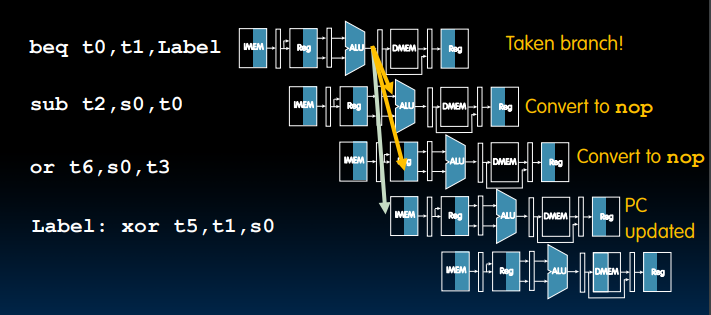 beq t0,t1,Label IMEM Reg ALU DMEM Reg Taken branch!
sub t2,s0,t0 IMEM Reg ALU DMEM Reg Convert to nop
or t6,s0,t3 IMEM ALU DMEM Reg Convert to nop
Label: xor t5,t1,s0 IMEM Reg ALU DMEM Reg PC updated
IMEM Reg ALU DMEM Reg